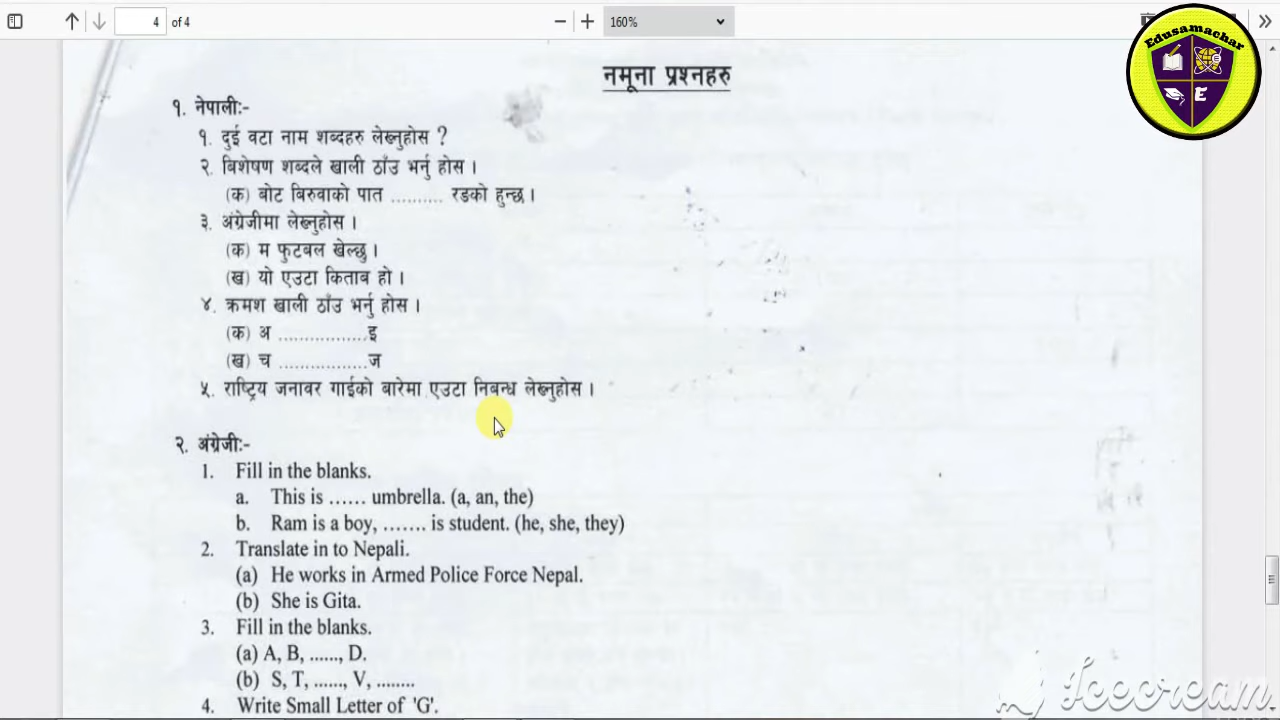 4 of 4
160%
Edusamachar
E
नमूना प्रश्नहरु
१. नेपालीः-
१. दुई वटा नाम शब्दहरु लेख्नुहोस ?
२. बिशेषण शब्दले खाली ठाँउ भर्नु होस ।
(क) बोट बिरुवाको पात .......... रडको हुन्छ ।
३. अंग्रेजीमा लेख्नुहोस ।
(क) म फुटबल खेल्छु ।
(ख) यो एउटा किताब हो ।
४. क्रमश खाली ठाँउ भर्नु होस ।
(क) अ .................इ
(ख) च .................ज
५. राष्ट्रिय जनावर गाईको बारेमा एउटा निबन्ध लेख्नुहोस ।
२. अंग्रेजीः-
1. Fill in the blanks.
a. This is ...... umbrella. (a, an, the)
b. Ram is a boy, ....... is student. (he, she, they)
2. Translate in to Nepali.
(a) He works in Armed Police Force Nepal.
(b) She is Gita.
3. Fill in the blanks.
(a) A, B, ......, D.
(b) S, T, ......, V, ........
4. Write Small Letter of 'G'.
Icecream